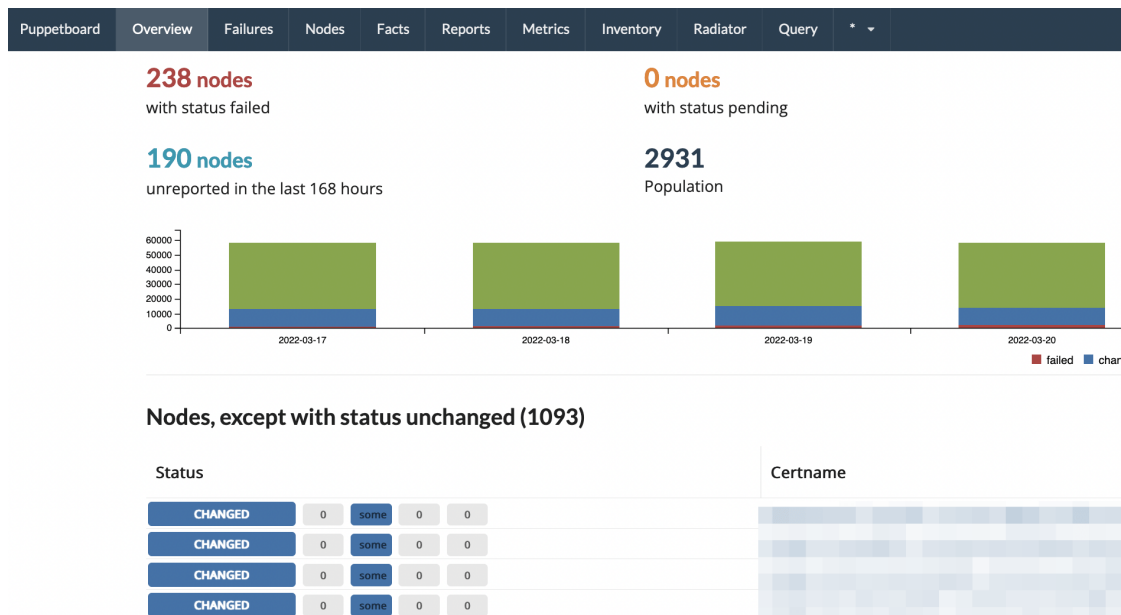 Puppetboard Overview Failures Nodes Facts Reports Metrics Inventory Radiator Query *
238 nodes
with status failed
0 nodes
with status pending
190 nodes
unreported in the last 168 hours
2931
Population
60000
50000
40000
30000
20000
10000
0
2022-03-17 2022-03-18 2022-03-19 2022-03-20
failed char
Nodes, except with status unchanged (1093)
Status Certname
CHANGED 0 some 0 0
CHANGED 0 some 0 0
CHANGED 0 some 0 0
CHANGED 0 some 0 0